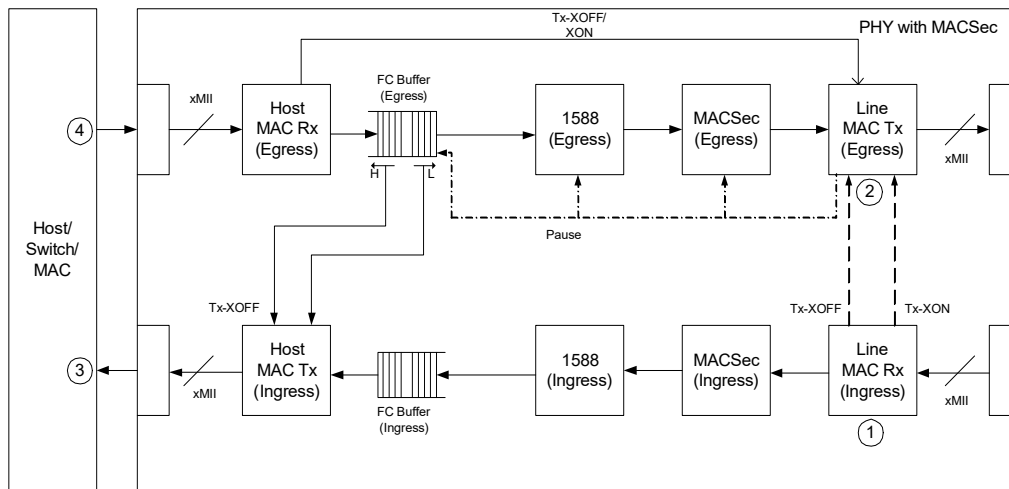 Tx-XOFF/
XON
PHY with MACSec
xMII
Host
MAC Rx
(Egress)
FC Buffer
(Egress)
H
L
1588
(Egress)
MACSec
(Egress)
Line
MAC Tx
(Egress)
xMII
4
2
Pause
Host/
Switch/
MAC
Tx-XOFF
Tx-XOFF
Tx-XON
3
xMII
Host
MAC Tx
(Ingress)
FC Buffer
(Ingress)
1588
(Ingress)
MACSec
(Ingress)
Line
MAC Rx
(Ingress)
xMII
1